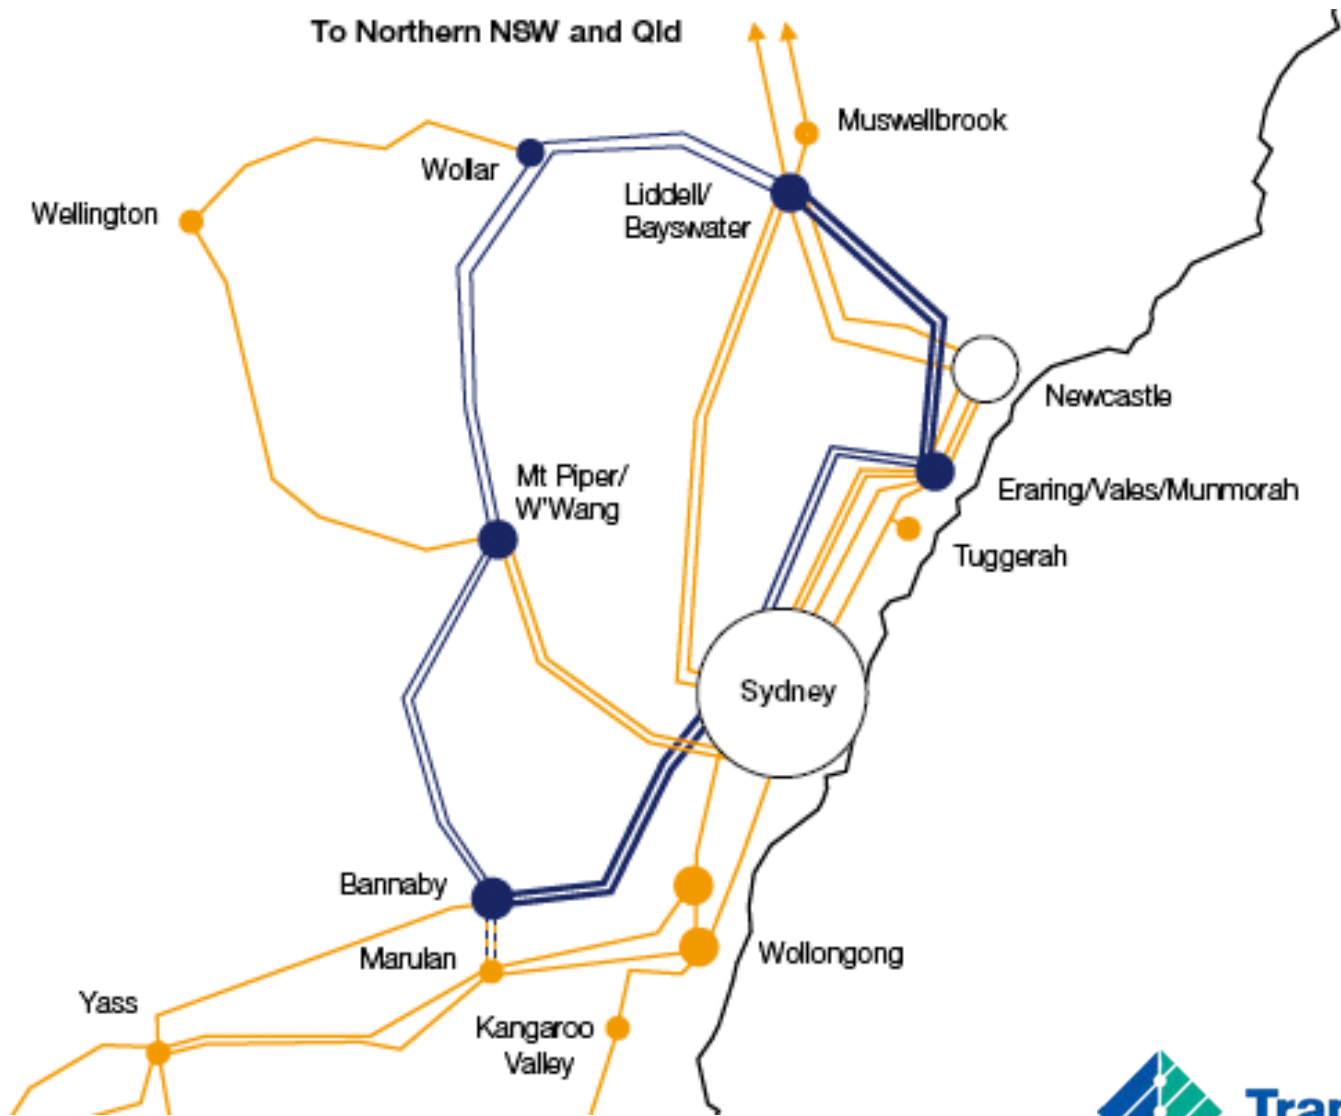 To Northern NSW and Qld
Muswellbrook
Wollar
Liddell/
Bayswater
Wellington
Newcastle
Mt Piper/
W'Wang
Eraring/Vales/Munmorah
Tuggerah
Sydney
Bannaby
Marulan
Wollongong
Yass
Kangaroo
Valley